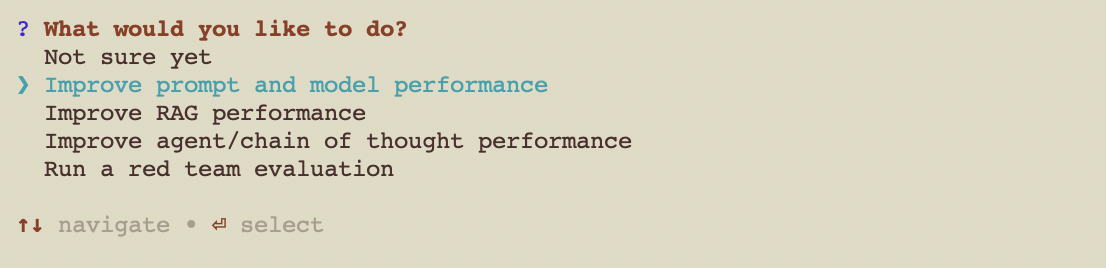 ? What would you like to do?
Not sure yet
❯ Improve prompt and model performance
Improve RAG performance
Improve agent/chain of thought performance
Run a red team evaluation
↑↓ navigate • ⏎ select